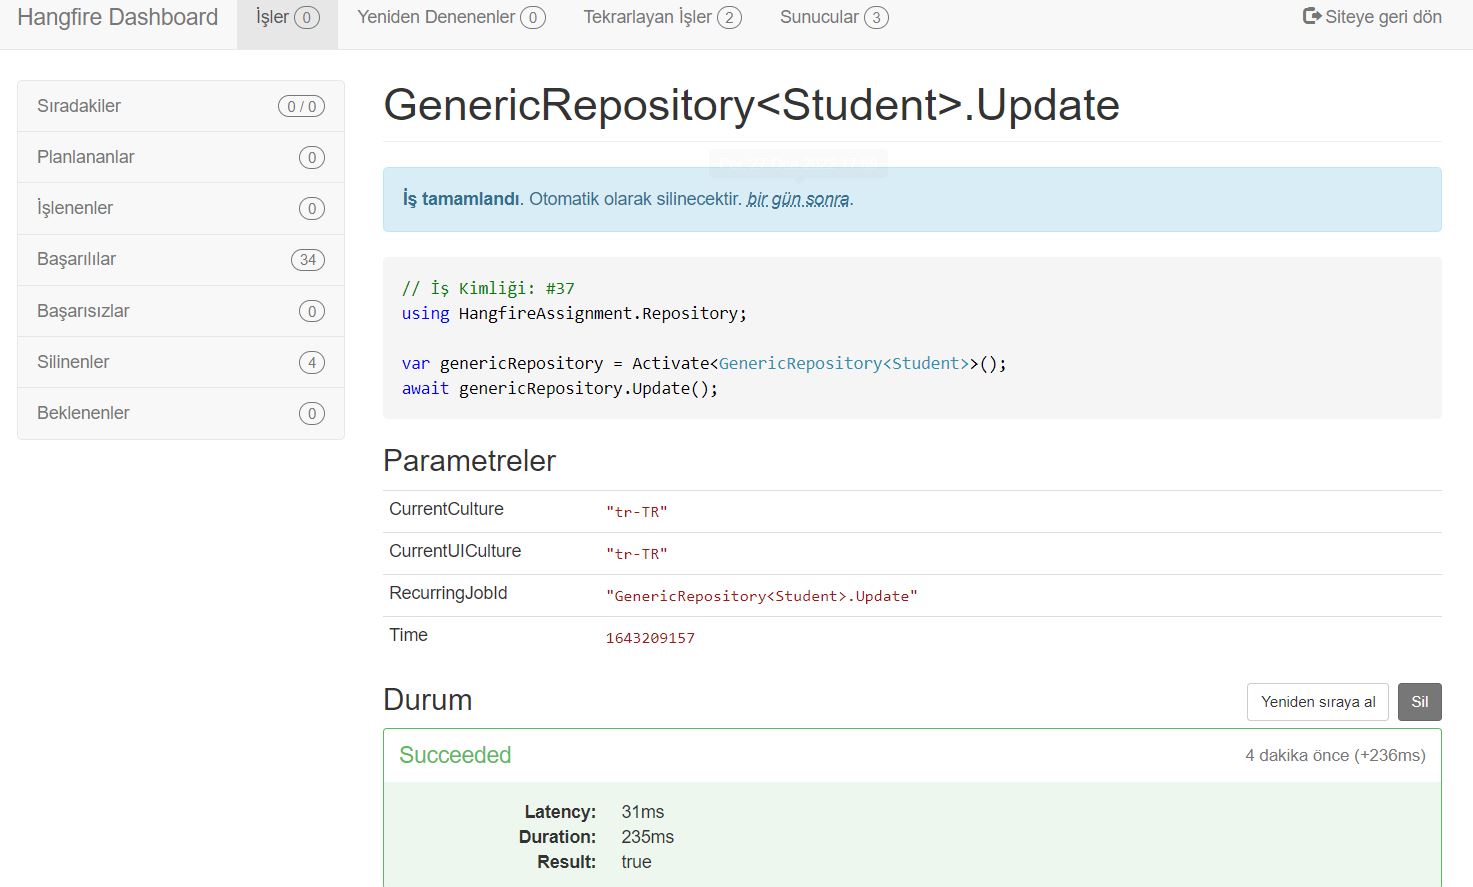 Hangfire Dashboard İşler 0 Yeniden Denenenler 0 Tekrarlayan İşler 2 Sunucular 3 Siteye geri dön
Sıradakiler 0 / 0
Planlananlar 0
İşlenenler 0
Başarılılar 34
Başarısızlar 0
Silinenler 4
Beklenenler 0
GenericRepository<Student>.Update
İş tamamlandı. Otomatik olarak silinecektir. bir gün sonra.
// İş Kimliği: #37
using HangfireAssignment.Repository;
var genericRepository = Activate<GenericRepository<Student>>();
await genericRepository.Update();
Parametreler
CurrentCulture "tr-TR"
CurrentUICulture "tr-TR"
RecurringJobId "GenericRepository<Student>.Update"
Time 1643209157
Durum Yeniden sıraya al Sil
Succeeded 4 dakika önce (+236ms)
Latency: 31ms
Duration: 235ms
Result: true